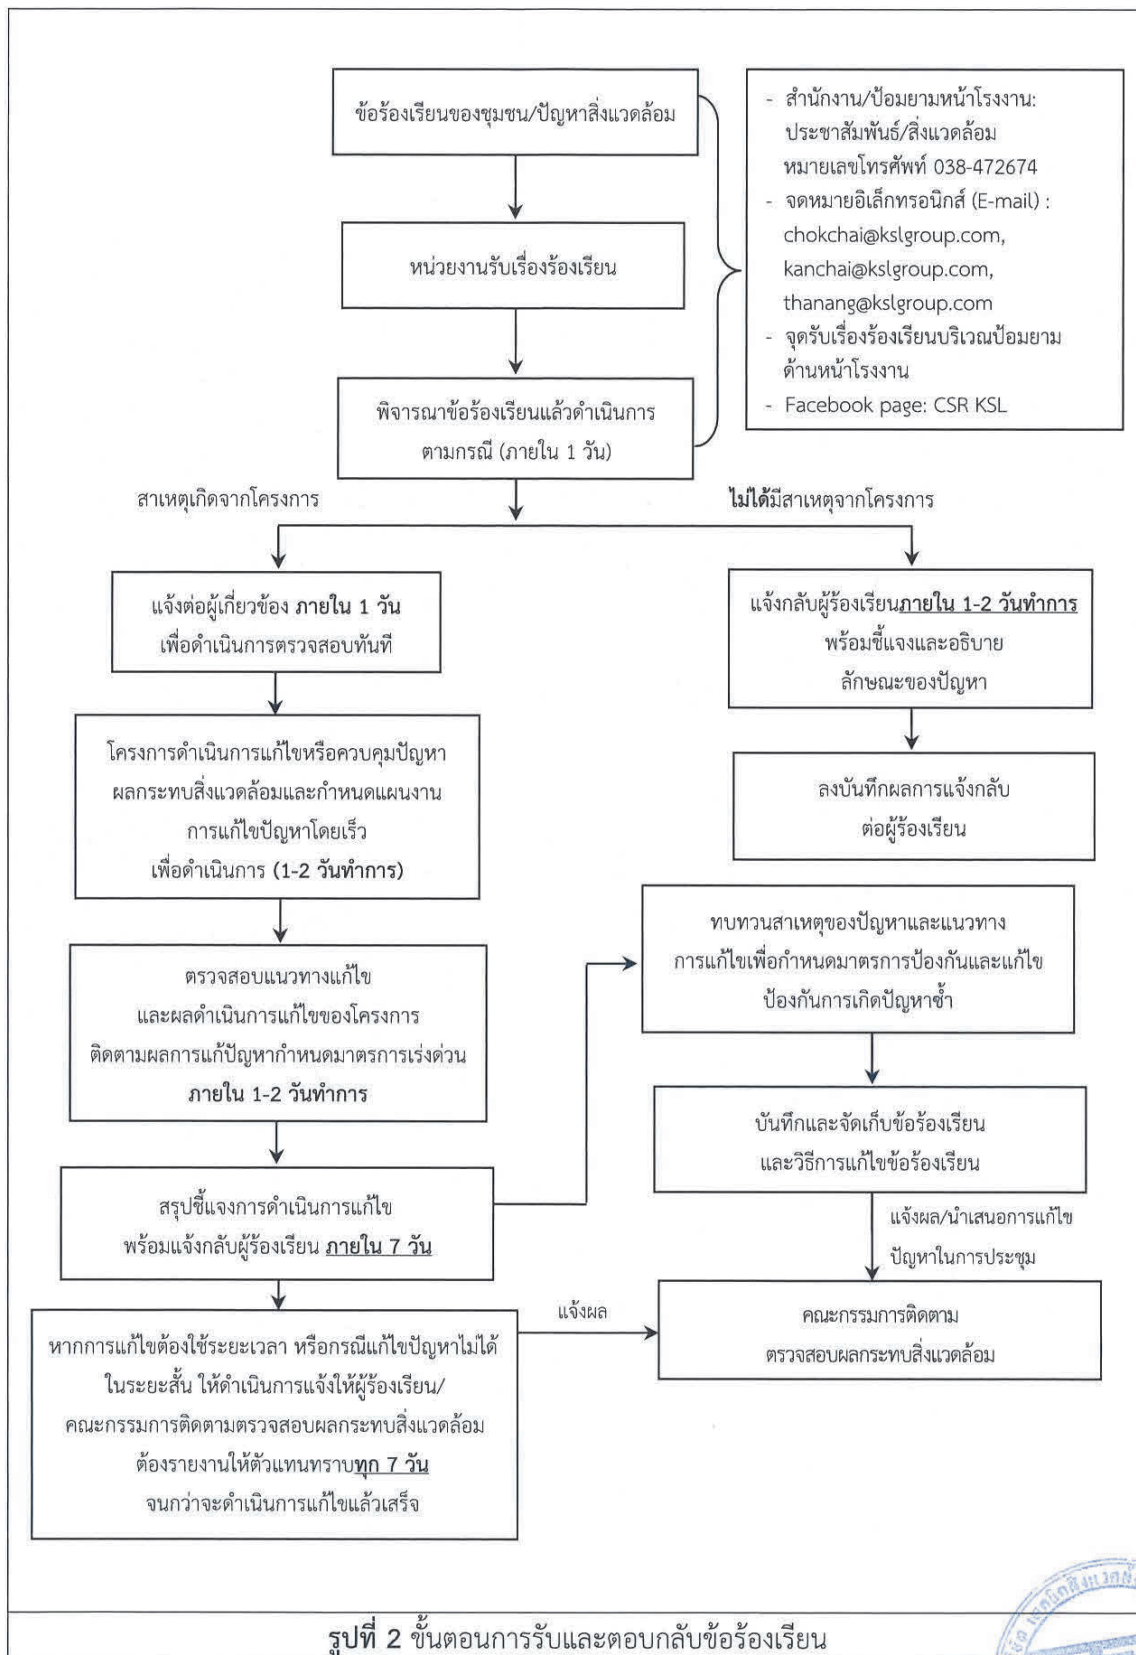 ข้อร้องเรียนของชุมชน/ปัญหาสิ่งแวดล้อม
- สำนักงาน/ป้อมยามหน้าโรงงาน:
ประชาสัมพันธ์/สิ่งแวดล้อม
หมายเลขโทรศัพท์ 038-472674
- จดหมายอิเล็กทรอนิกส์ (E-mail) :
chokchai@kslgroup.com,
kanchai@kslgroup.com,
thanang@kslgroup.com
- จุดรับเรื่องร้องเรียนบริเวณป้อมยาม
ด้านหน้าโรงงาน
- Facebook page: CSR KSL
หน่วยงานรับเรื่องร้องเรียน
พิจารณาข้อร้องเรียนแล้วดำเนินการ
ตามกรณี (ภายใน 1 วัน)
สาเหตุเกิดจากโครงการ
ไม่ได้มีสาเหตุจากโครงการ
แจ้งต่อผู้เกี่ยวข้อง ภายใน 1 วัน
เพื่อดำเนินการตรวจสอบทันที
แจ้งกลับผู้ร้องเรียนภายใน 1-2 วันทำการ
พร้อมชี้แจงและอธิบาย
ลักษณะของปัญหา
โครงการดำเนินการแก้ไขหรือควบคุมปัญหา
ผลกระทบสิ่งแวดล้อมและกำหนดแผนงาน
การแก้ไขปัญหาโดยเร็ว
เพื่อดำเนินการ (1-2 วันทำการ)
ลงบันทึกผลการแจ้งกลับ
ต่อผู้ร้องเรียน
ตรวจสอบแนวทางแก้ไข
และผลดำเนินการแก้ไขของโครงการ
ติดตามผลการแก้ปัญหากำหนดมาตรการเร่งด่วน
ภายใน 1-2 วันทำการ
ทบทวนสาเหตุของปัญหาและแนวทาง
การแก้ไขเพื่อกำหนดมาตรการป้องกันและแก้ไข
ป้องกันการเกิดปัญหาซ้ำ
บันทึกและจัดเก็บข้อร้องเรียน
และวิธีการแก้ไขข้อร้องเรียน
สรุปชี้แจงการดำเนินการแก้ไข
พร้อมแจ้งกลับผู้ร้องเรียน ภายใน 7 วัน
แจ้งผล/นำเสนอการแก้ไข
ปัญหาในการประชุม
หากการแก้ไขต้องใช้ระยะเวลา หรือกรณีแก้ไขปัญหาไม่ได้
ในระยะสั้น ให้ดำเนินการแจ้งให้ผู้ร้องเรียน/
คณะกรรมการติดตามตรวจสอบผลกระทบสิ่งแวดล้อม
ต้องรายงานให้ตัวแทนทราบทุก 7 วัน
จนกว่าจะดำเนินการแก้ไขแล้วเสร็จ
แจ้งผล
คณะกรรมการติดตาม
ตรวจสอบผลกระทบสิ่งแวดล้อม
รูปที่ 2 ขั้นตอนการรับและตอบกลับข้อร้องเรียน